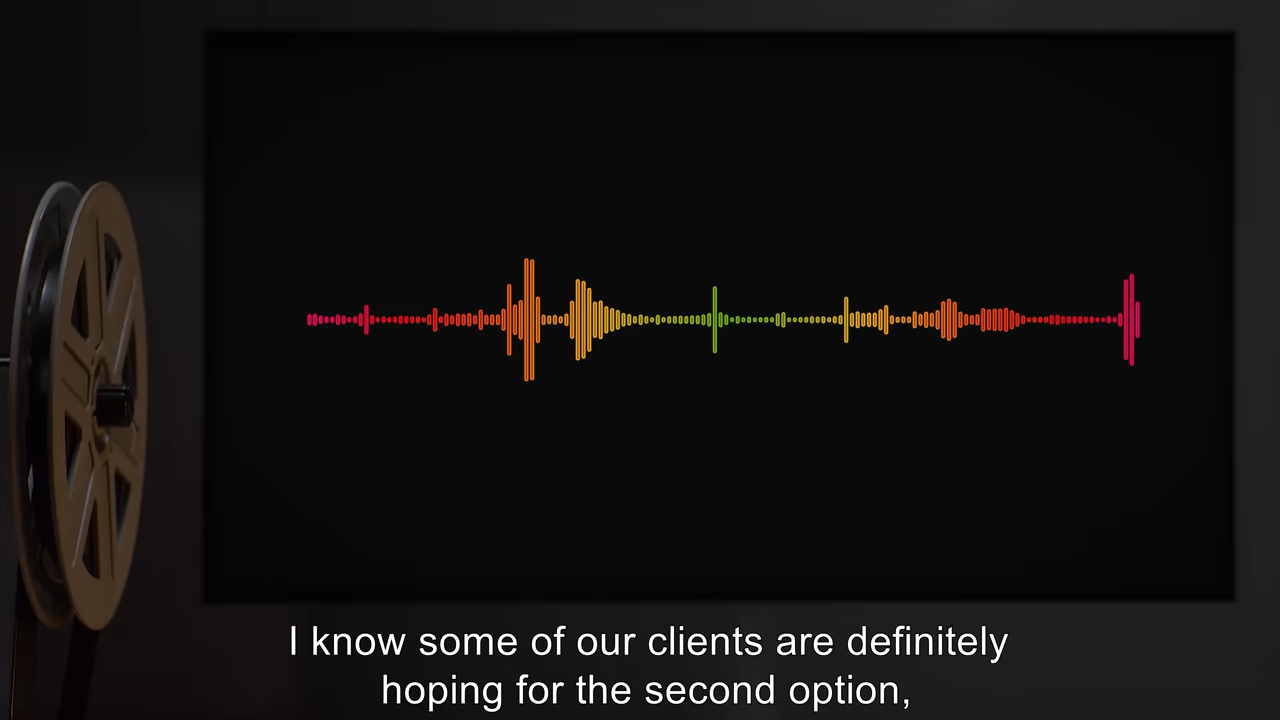 I know some of our clients are definitely
hoping for the second option,